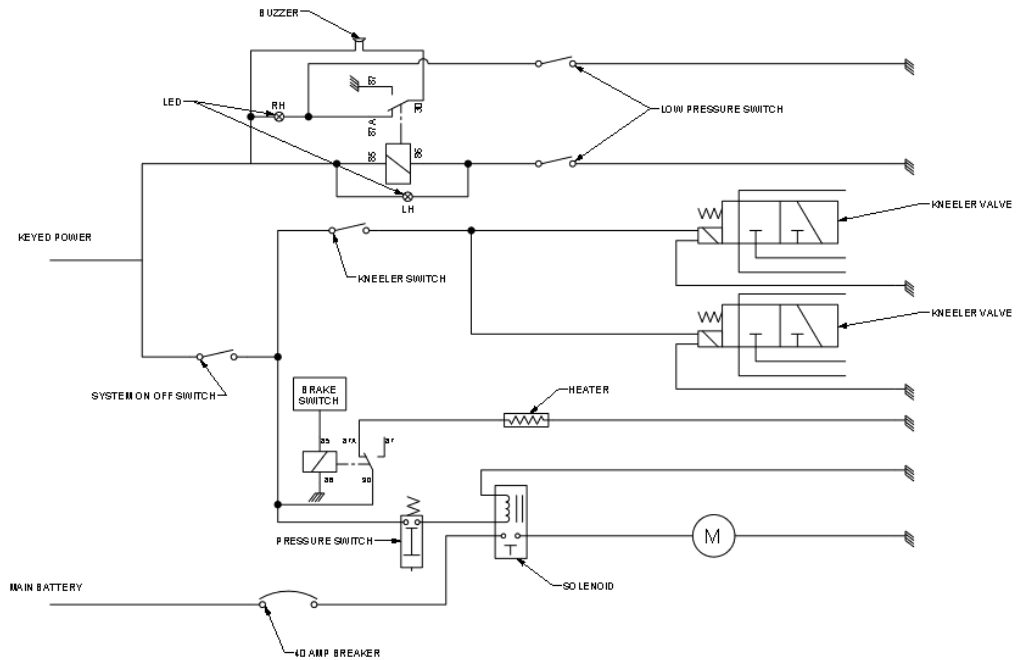 BUZZER
87
LED
RH
30
LOW PRESSURE SWITCH
87A
85
86
LH
KNEELER VALVE
KEYED POWER
KNEELER SWITCH
KNEELER VALVE
SYSTEM ON OFF SWITCH
BRAKE
SWITCH
HEATER
85
87A
87
86
30
PRESSURE SWITCH
M
SOLENOID
MAIN BATTERY
40 AMP BREAKER